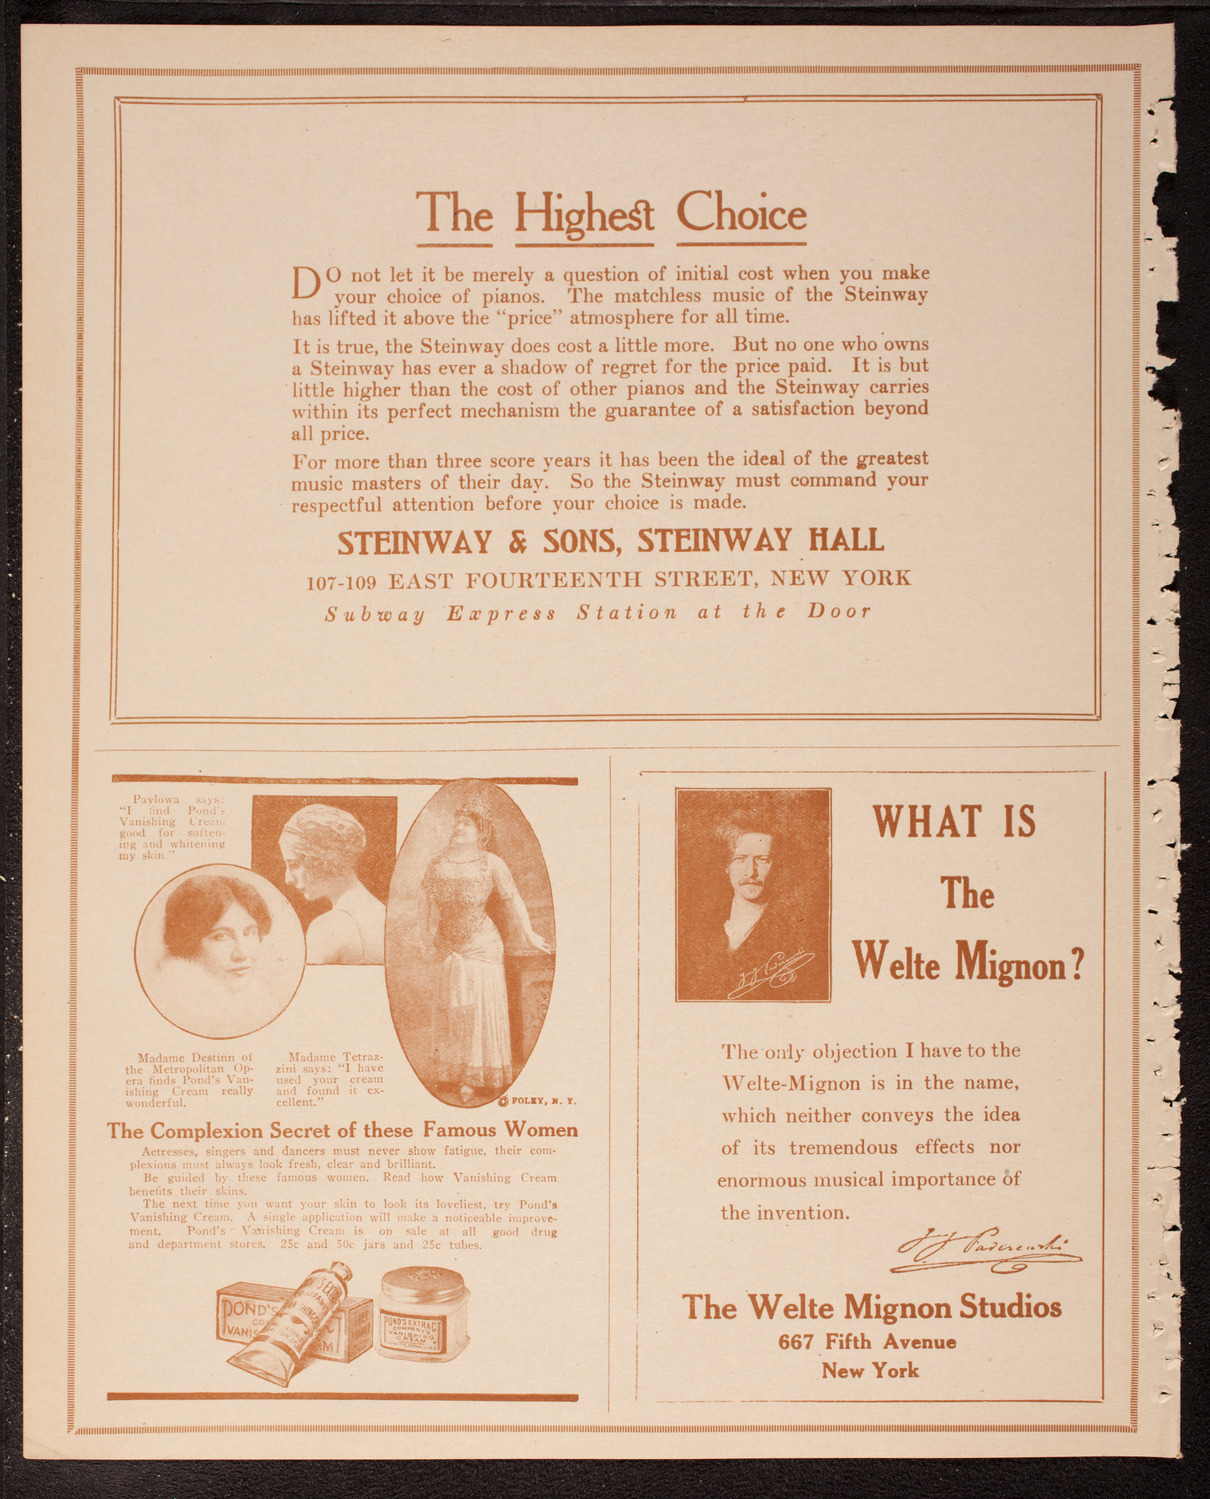 The Highest Choice
DO not let it be merely a question of initial cost when you make
your choice of pianos. The matchless music of the Steinway
has lifted it above the "price" atmosphere for all time.
It is true, the Steinway does cost a little more. But no one who owns
a Steinway has ever a shadow of regret for the price paid. It is but
little higher than the cost of other pianos and the Steinway carries
within its perfect mechanism the guarantee of a satisfaction beyond
all price.
For more than three score years it has been the ideal of the greatest
music masters of their day. So the Steinway must command your
respectful attention before your choice is made.
STEINWAY & SONS, STEINWAY HALL
107-109 EAST FOURTEENTH STREET, NEW YORK
Subway Express Station at the Door
Pavlowa says:
"I find Pond's
Vanishing Cream
good for soften-
ing and whitening
my skin."
Madame Destinn of
the Metropolitan Op-
era finds Pond's Van-
ishing Cream really
wonderful.
Madame Tetraz-
zini says: "I have
used your cream
and found it ex-
cellent."
© FOLEY, N. Y.
The Complexion Secret of these Famous Women
Actresses, singers and dancers must never show fatigue, their com-
plexions must always look fresh, clear and brilliant.
Be guided by these famous women. Read how Vanishing Cream
benefits their skins.
The next time you want your skin to look its loveliest, try Pond's
Vanishing Cream. A single application will make a noticeable improve-
ment. Pond's Vanishing Cream is on sale at all good drug
and department stores. 25c and 50c jars and 25c tubes.
POND'S
VANIS
AM
POND'S EXTRACT
COMPANY'S
VANISHING
CREAM
J J Paderewski
WHAT IS
The
Welte Mignon?
The only objection I have to the
Welte-Mignon is in the name,
which neither conveys the idea
of its tremendous effects nor
enormous musical importance of
the invention.
J J Paderewski
The Welte Mignon Studios
667 Fifth Avenue
New York